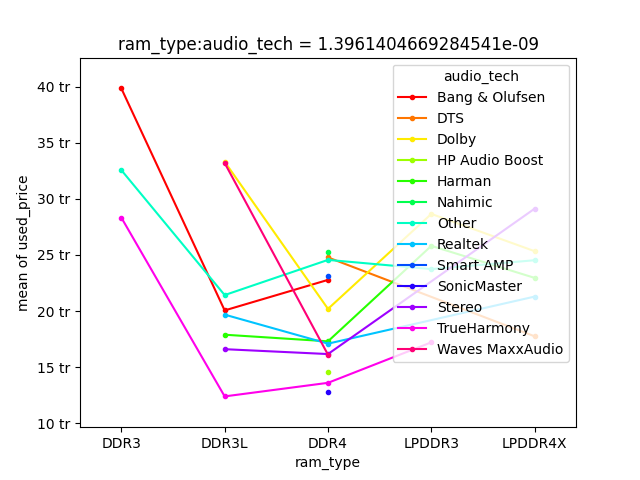 ram_type:audio_tech = 1.3961404669284541e-09
mean of used_price
40 tr
35 tr
30 tr
25 tr
20 tr
15 tr
10 tr
audio_tech
Bang & Olufsen
DTS
Dolby
HP Audio Boost
Harman
Nahimic
Other
Realtek
Smart AMP
SonicMaster
Stereo
TrueHarmony
Waves MaxxAudio
DDR3
DDR3L
DDR4
LPDDR3
LPDDR4X
ram_type